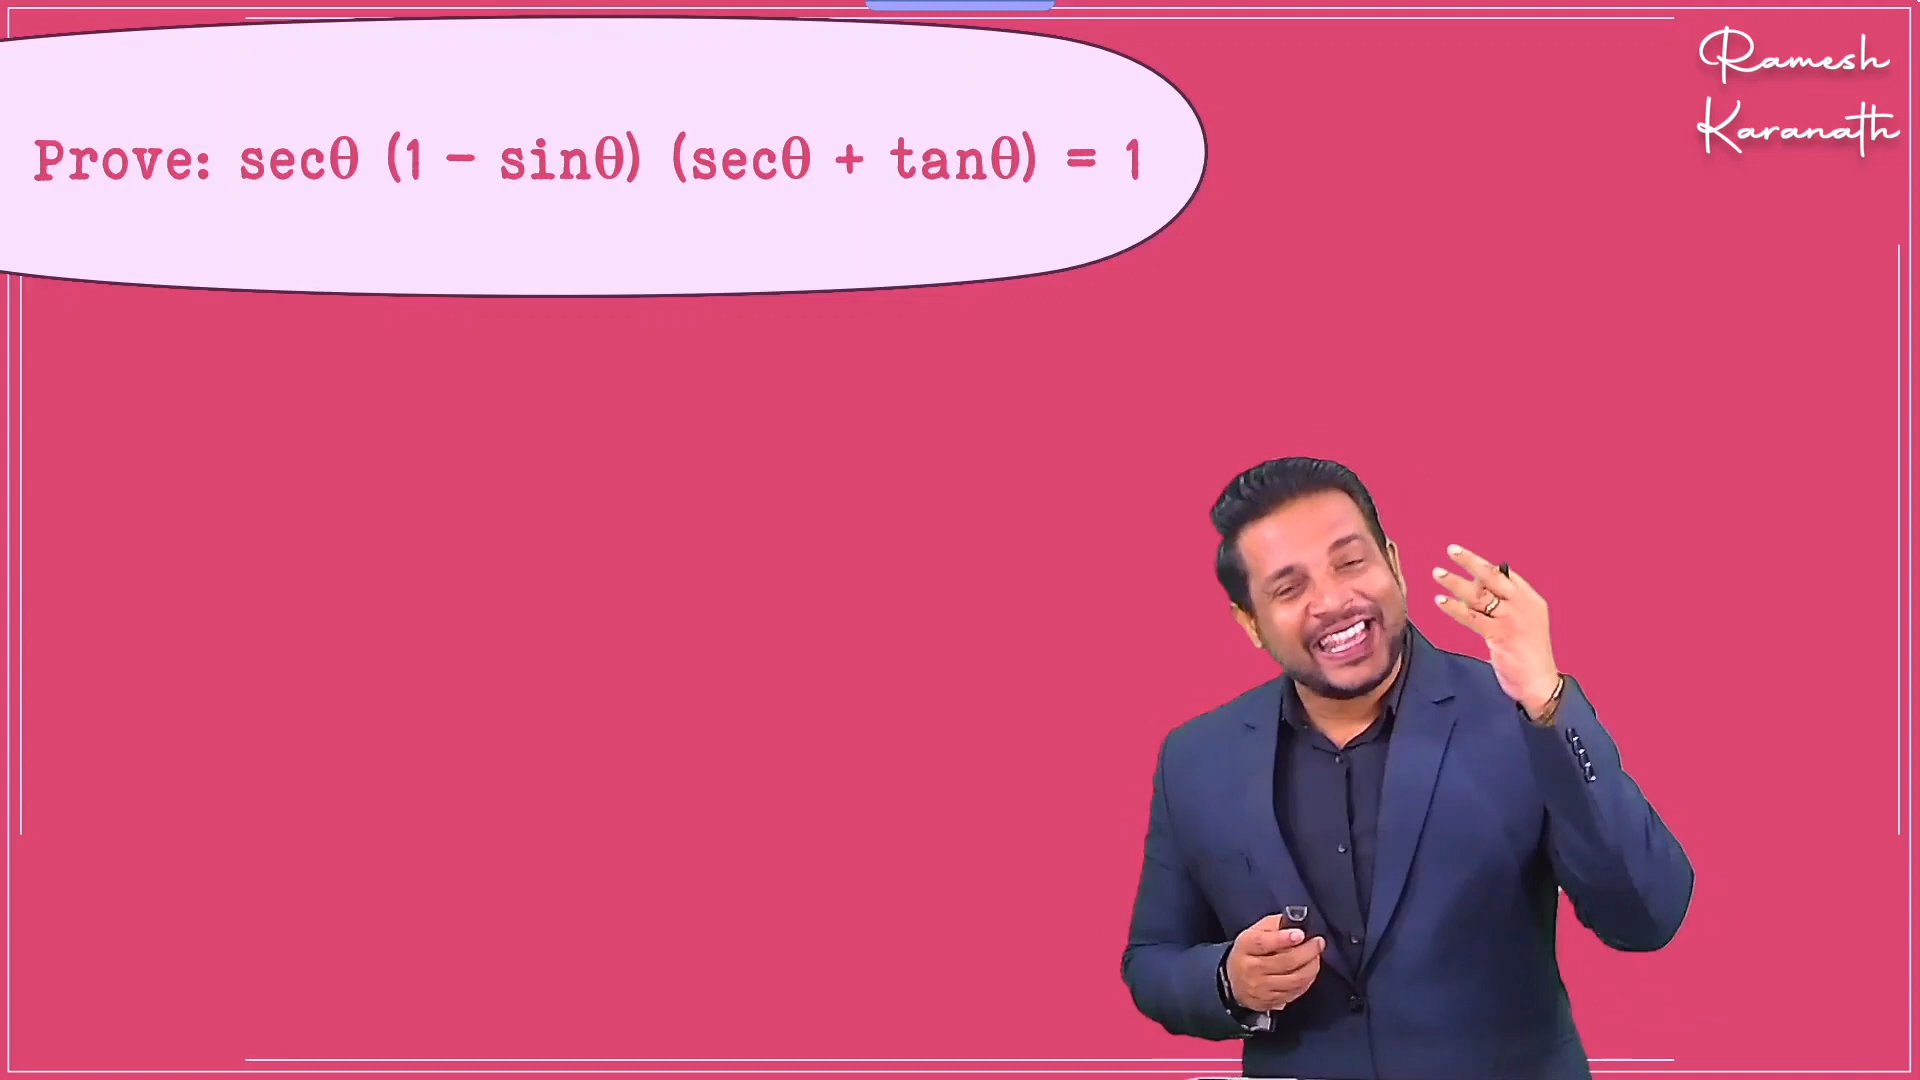 Prove: secθ (1 - sinθ) (secθ + tanθ) = 1
Ramesh
Karanath